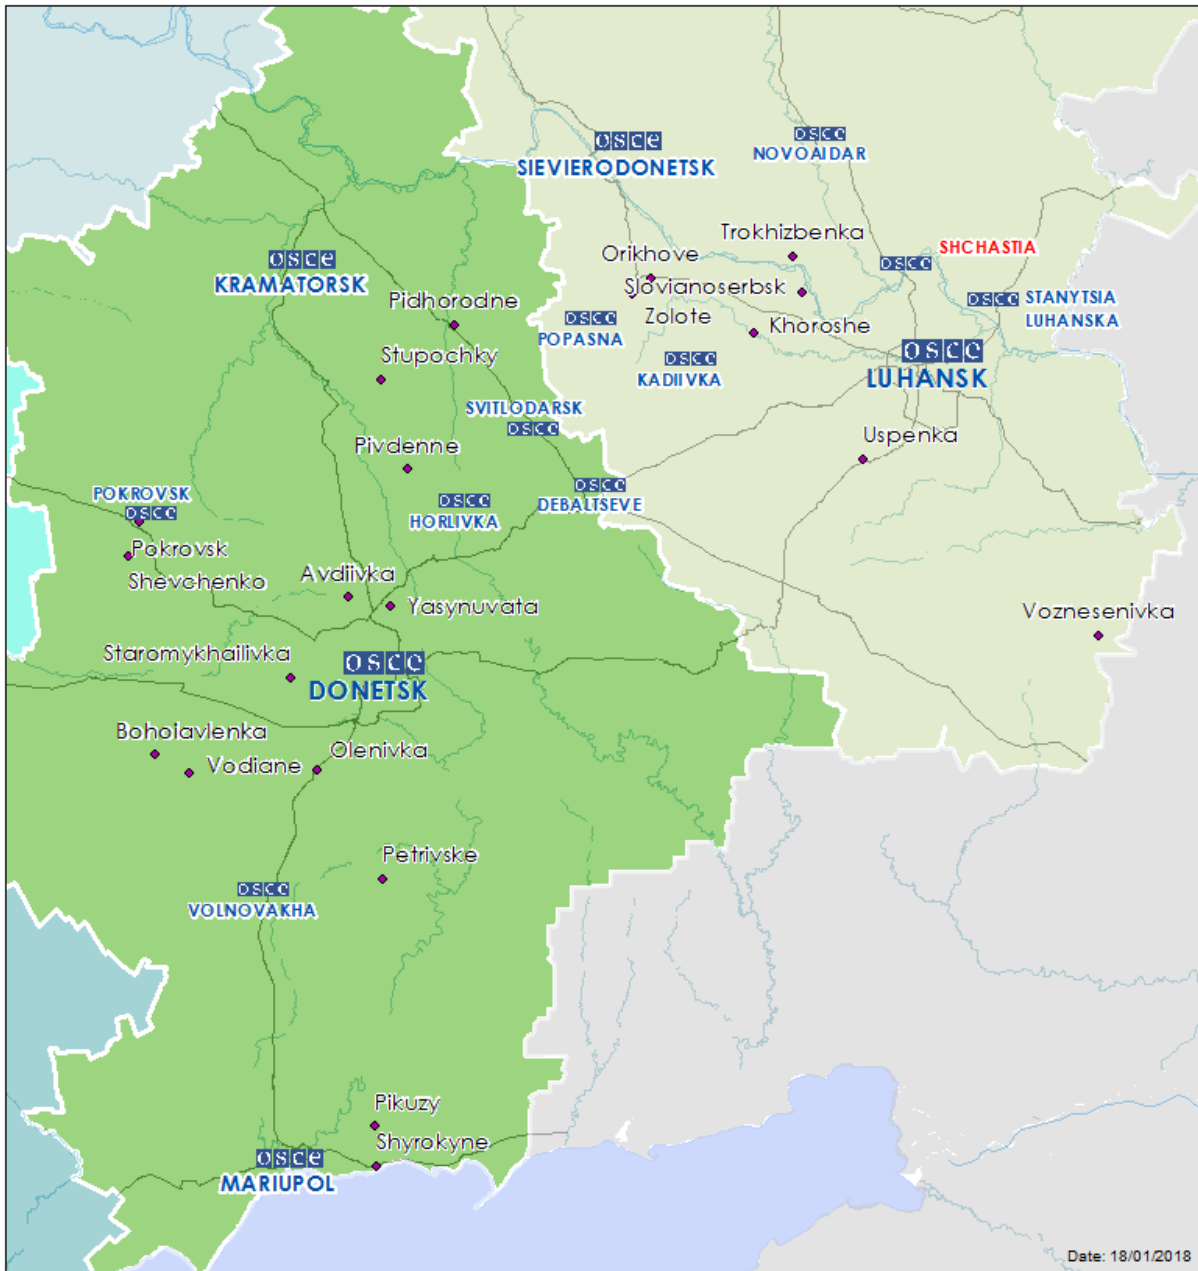 osce
SIEVIERODONETSK
osce
NOVOAIDAR
Trokhizbenka
SHCHASTIA
osce
Orikhove
osce
KRAMATORSK
Slovianoserbsk
osce
STANYTSIA
LUHANSKA
Pidhorodne
Zolote
Khoroshe
osce
POPASNA
osce
LUHANSK
Stupochky
osce
KADIIVKA
SVITLODARSK
osce
Uspenka
Pivdenne
POKROVSK
osce
osce
HORLIVKA
osce
DEBALTSEVE
Pokrovsk
Shevchenko
Avdiivka
Yasynuvata
Voznesenivka
Staromykhailivka
osce
DONETSK
Bohoiavlenka
Vodiane
Olenivka
Petrivske
osce
VOLNOVAKHA
Pikuzy
Shyrokyne
osce
MARIUPOL
Date: 18/01/2018